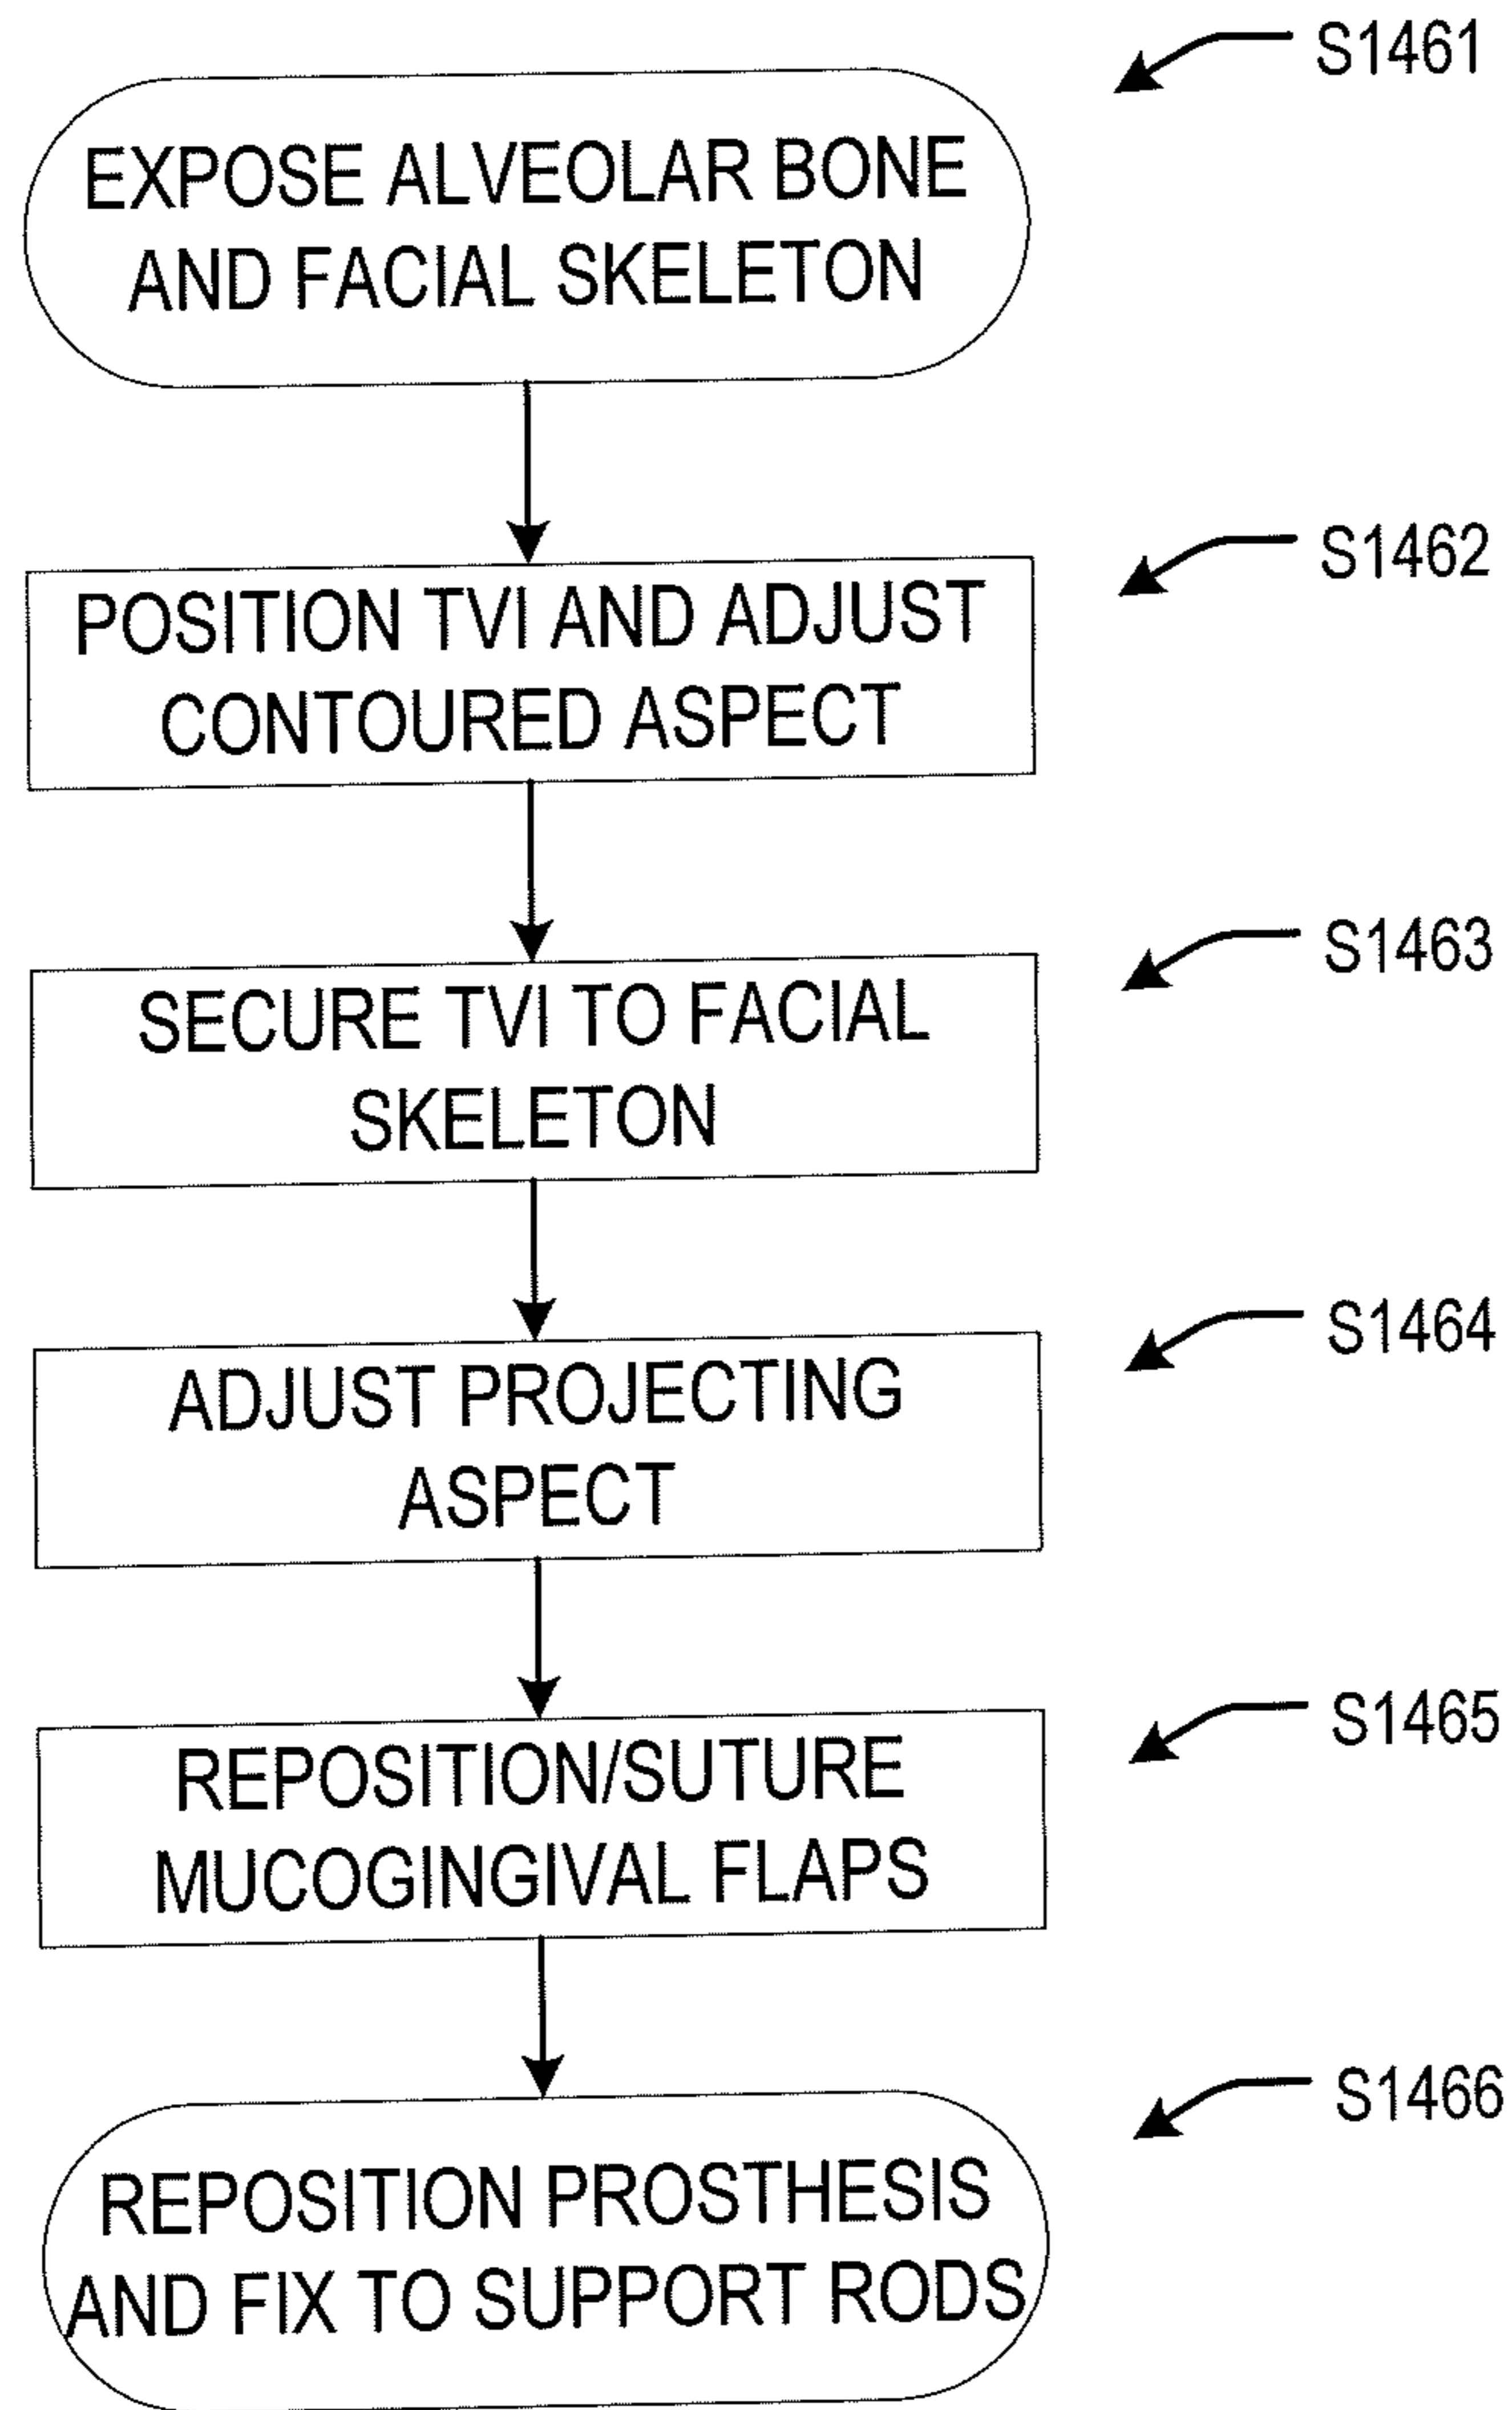 S1461
EXPOSE ALVEOLAR BONE
AND FACIAL SKELETON
S1462
POSITION TVI AND ADJUST
CONTOURED ASPECT
S1463
SECURE TVI TO FACIAL
SKELETON
S1464
ADJUST PROJECTING
ASPECT
S1465
REPOSITION/SUTURE
MUCOGINGIVAL FLAPS
S1466
REPOSITION PROSTHESIS
AND FIX TO SUPPORT RODS